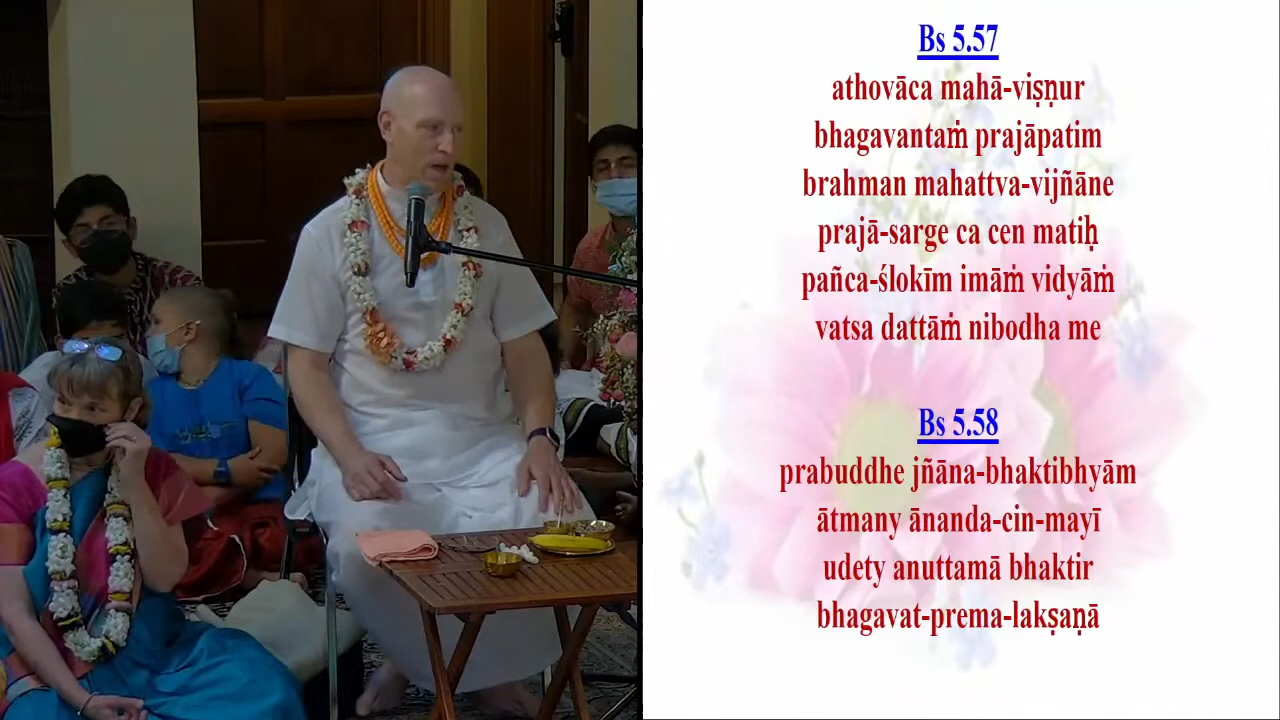 Bs 5.57
athovāca mahā-viṣṇur
bhagavantaṁ prajāpatim
brahman mahattva-vijñāne
prajā-sarge ca cen matiḥ
pañca-ślokīm imāṁ vidyāṁ
vatsa dattāṁ nibodha me
Bs 5.58
prabuddhe jñāna-bhaktibhyām
ātmany ānanda-cin-mayī
udety anuttamā bhaktir
bhagavat-prema-lakṣaṇā